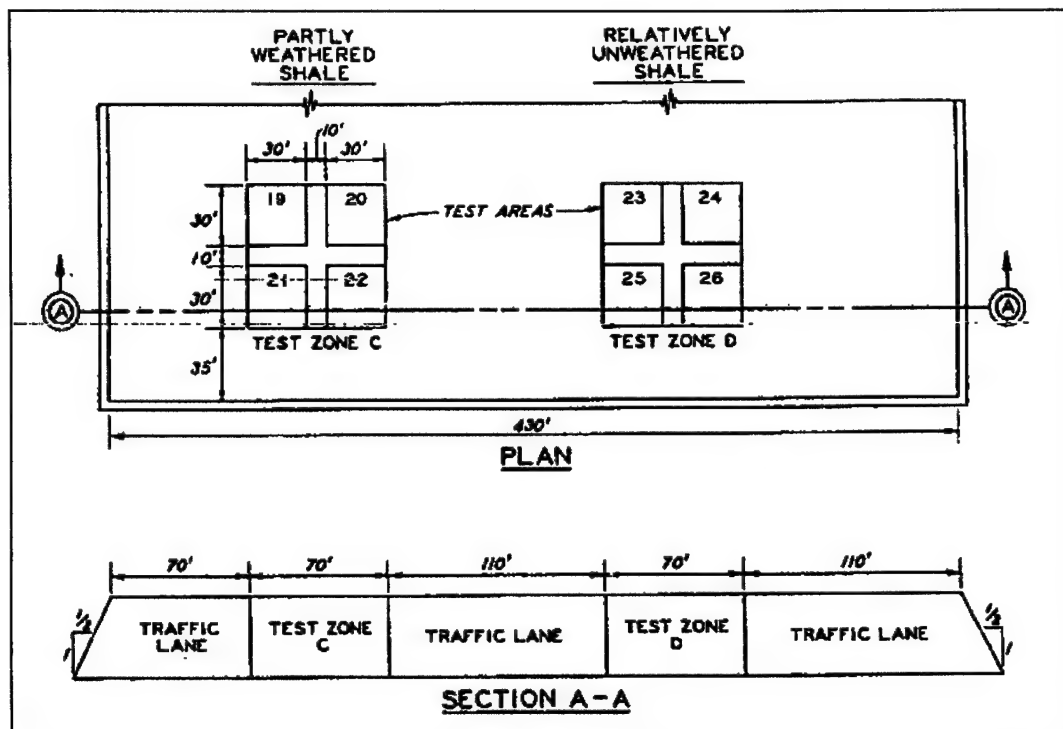 PARTLY
WEATHERED
SHALE
RELATIVELY
UNWEATHERED
SHALE
10'
30' 30'
19 20
23 24
TEST AREAS
30'
10'
21 22
25 26
30'
A
A
TEST ZONE C
TEST ZONE D
35'
430'
PLAN
70' 70' 110' 70' 110'
1/2
1
TRAFFIC
LANE
TEST ZONE
C
TRAFFIC LANE
TEST ZONE
D
TRAFFIC LANE
1/2
1
SECTION A-A